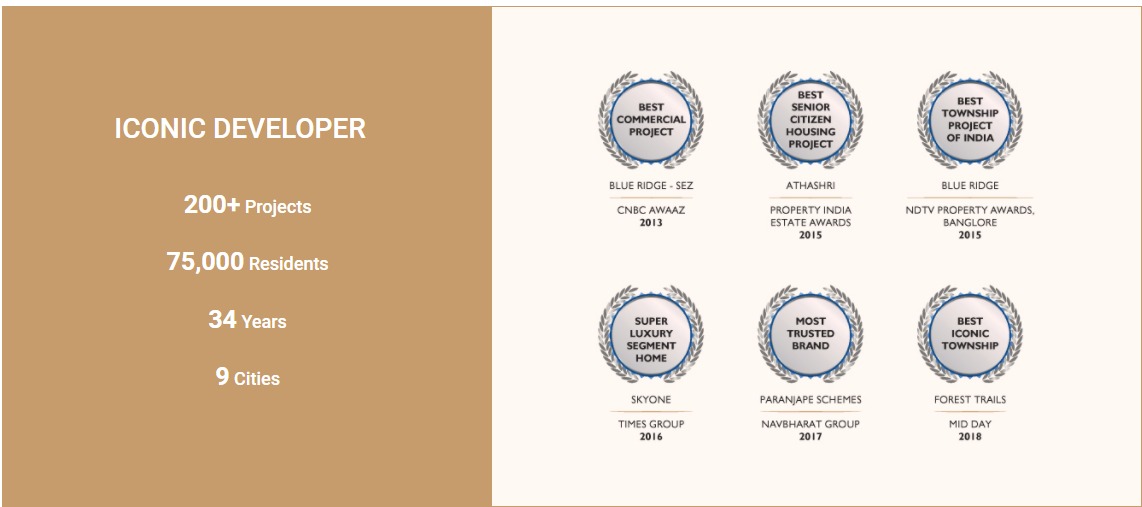 ICONIC DEVELOPER
200+ Projects
75,000 Residents
34 Years
9 Cities
BEST
COMMERCIAL
PROJECT
BLUE RIDGE - SEZ
CNBC AWAAZ
2013
BEST
SENIOR
CITIZEN
HOUSING
PROJECT
ATHASHRI
PROPERTY INDIA
ESTATE AWARDS
2015
BEST
TOWNSHIP
PROJECT
OF INDIA
BLUE RIDGE
NDTV PROPERTY AWARDS,
BANGLORE
2015
SUPER
LUXURY
SEGMENT
HOME
SKYONE
TIMES GROUP
2016
MOST
TRUSTED
BRAND
PARANJAPE SCHEMES
NAVBHARAT GROUP
2017
BEST
ICONIC
TOWNSHIP
FOREST TRAILS
MID DAY
2018